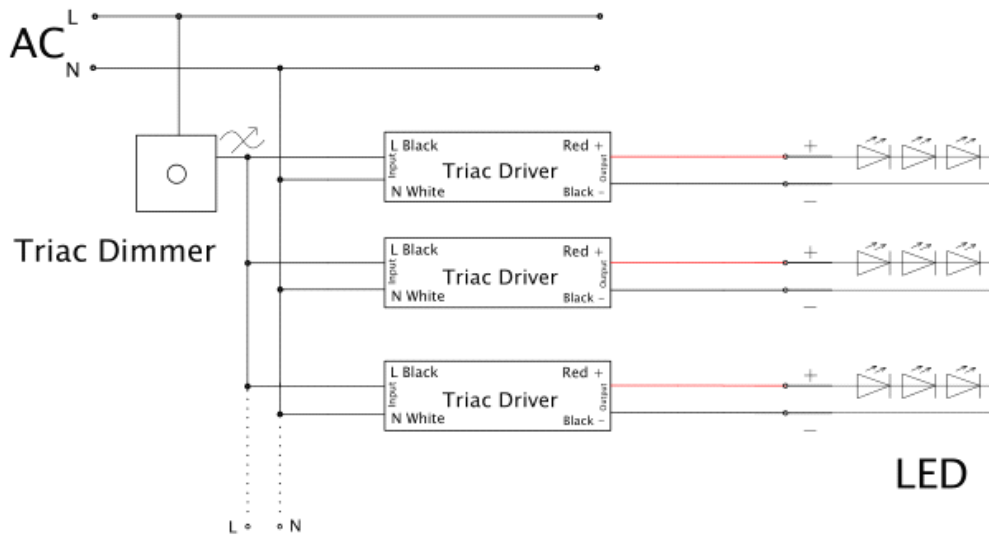 L
AC
N
L Black
Red +
Input
Triac Driver
Output
N White
Black -
Triac Dimmer
L Black
Red +
Input
Triac Driver
Output
N White
Black -
L Black
Red +
Input
Triac Driver
Output
N White
Black -
+
−
+
−
+
−
LED
L
N